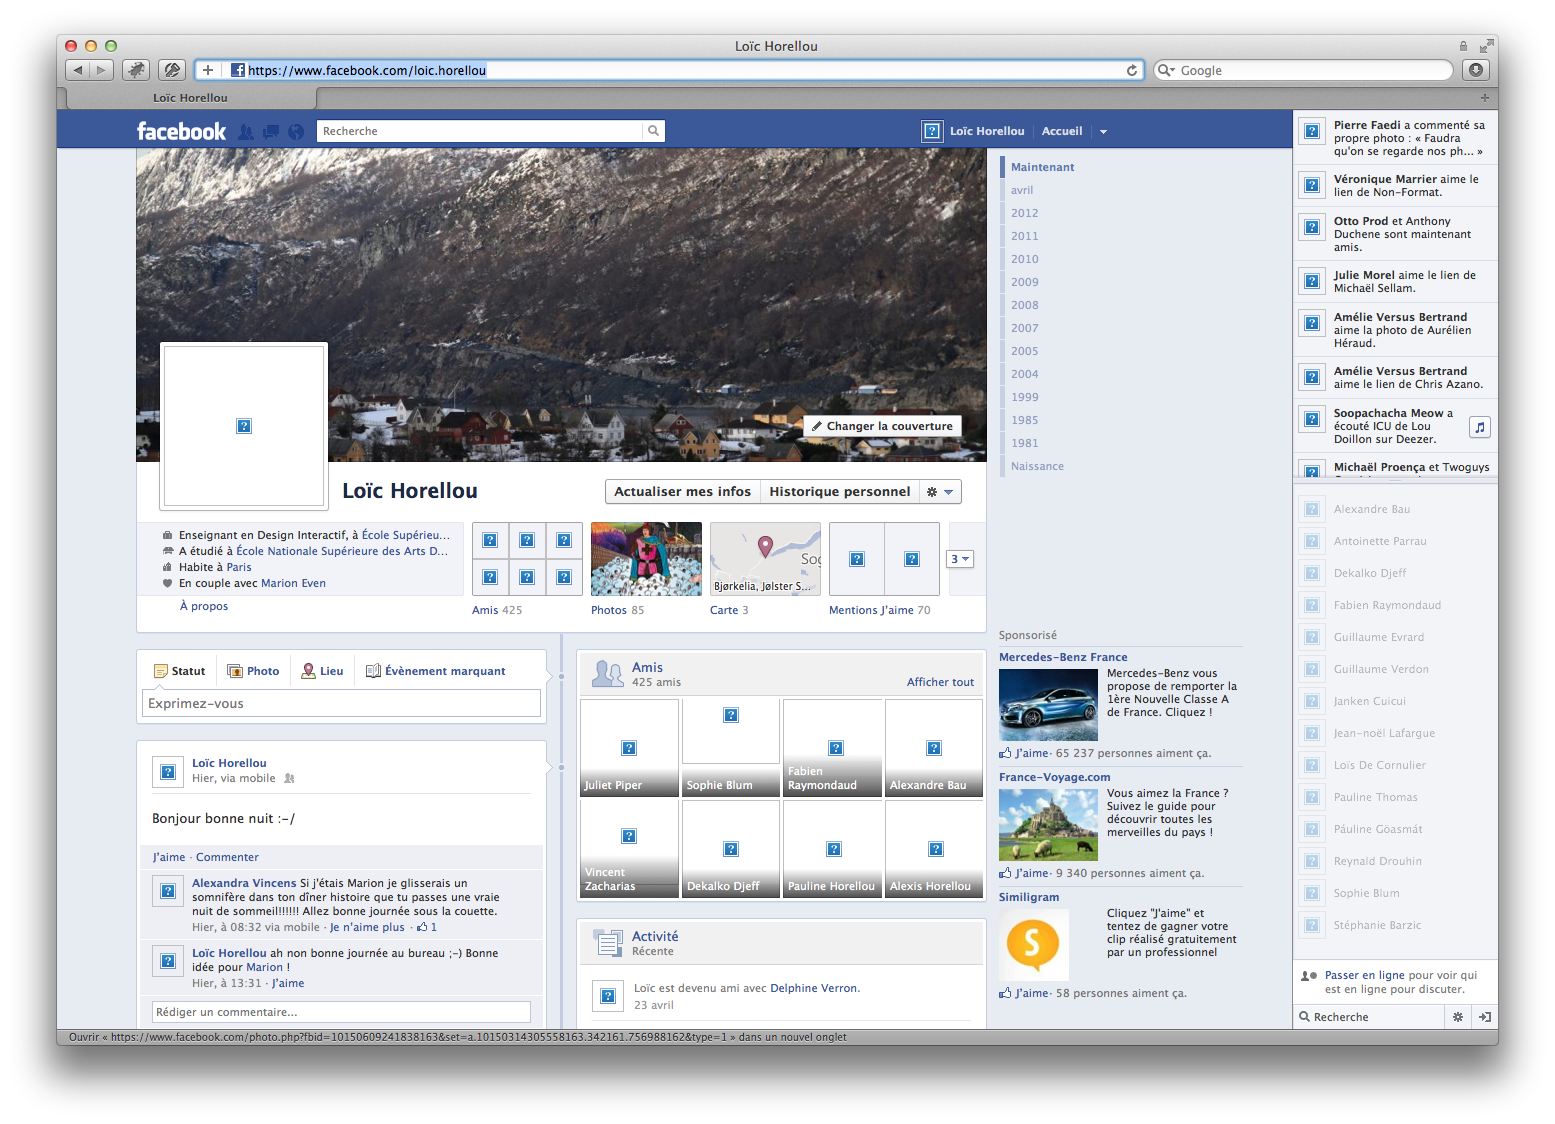 Loïc Horellou
https://www.facebook.com/loic.horellou
Google
Loïc Horellou
facebook
Recherche
Loïc Horellou
Accueil
Changer la couverture
Loïc Horellou
Actualiser mes infos
Historique personnel
Enseignant en Design Interactif, à École Supérieu...
A étudié à École Nationale Supérieure des Arts D...
Habite à Paris
En couple avec Marion Even
À propos
Amis 425
Photos 85
Bjørkelia, Jølster S...
Carte 3
Mentions J'aime 70
3
Statut
Photo
Lieu
Évènement marquant
Exprimez-vous
Loïc Horellou
Hier, via mobile
Bonjour bonne nuit :-/
J'aime · Commenter
Alexandra Vincens Si j'étais Marion je glisserais un
somnifère dans ton dîner histoire que tu passes une vraie
nuit de sommeil!!!!!! Allez bonne journée sous la couette.
Hier, à 08:32 via mobile · Je n'aime plus · 1
Loïc Horellou ah non bonne journée au bureau ;-) Bonne
idée pour Marion !
Hier, à 13:31 · J'aime
Rédiger un commentaire...
Amis
425 amis
Afficher tout
Juliet Piper
Sophie Blum
Fabien
Raymondaud
Alexandre Bau
Vincent
Zacharias
Dekalko Djeff
Pauline Horellou
Alexis Horellou
Activité
Récente
Loïc est devenu ami avec Delphine Verron.
23 avril
Maintenant
avril
2012
2011
2010
2009
2008
2007
2005
2004
1999
1985
1981
Naissance
Sponsorisé
Mercedes-Benz France
Mercedes-Benz vous
propose de remporter la
1ère Nouvelle Classe A
de France. Cliquez !
J'aime · 65 237 personnes aiment ça.
France-Voyage.com
Vous aimez la France ?
Suivez le guide pour
découvrir toutes les
merveilles du pays !
J'aime · 9 340 personnes aiment ça.
Similigram
S
Cliquez "J'aime" et
tentez de gagner votre
clip réalisé gratuitement
par un professionnel
J'aime · 58 personnes aiment ça.
Pierre Faedi a commenté sa
propre photo : « Faudra
qu'on se regarde nos ph... »
Véronique Marrier aime le
lien de Non-Format.
Otto Prod et Anthony
Duchene sont maintenant
amis.
Julie Morel aime le lien de
Michaël Sellam.
Amélie Versus Bertrand
aime la photo de Aurélien
Héraud.
Amélie Versus Bertrand
aime le lien de Chris Azano.
Soopachacha Meow a
écouté ICU de Lou
Doillon sur Deezer.
Michaël Proença et Twoguys
Alexandre Bau
Antoinette Parrau
Dekalko Djeff
Fabien Raymondaud
Guillaume Evrard
Guillaume Verdon
Janken Cuicui
Jean-noël Lafargue
Loïs De Cornulier
Pauline Thomas
Páuline Göasmát
Reynald Drouhin
Sophie Blum
Stéphanie Barzic
Passer en ligne pour voir qui
est en ligne pour discuter.
Recherche
Ouvrir « https://www.facebook.com/photo.php?fbid=10150609241838163&set=a.10150314305558163.342161.756988162&type=1 » dans un nouvel onglet